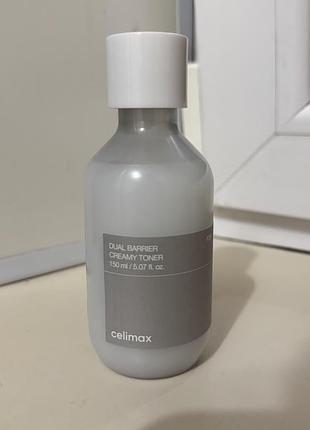 DUAL BARRIER
CREAMY TONER
150 ml / 5.07 fl. oz.
celimax